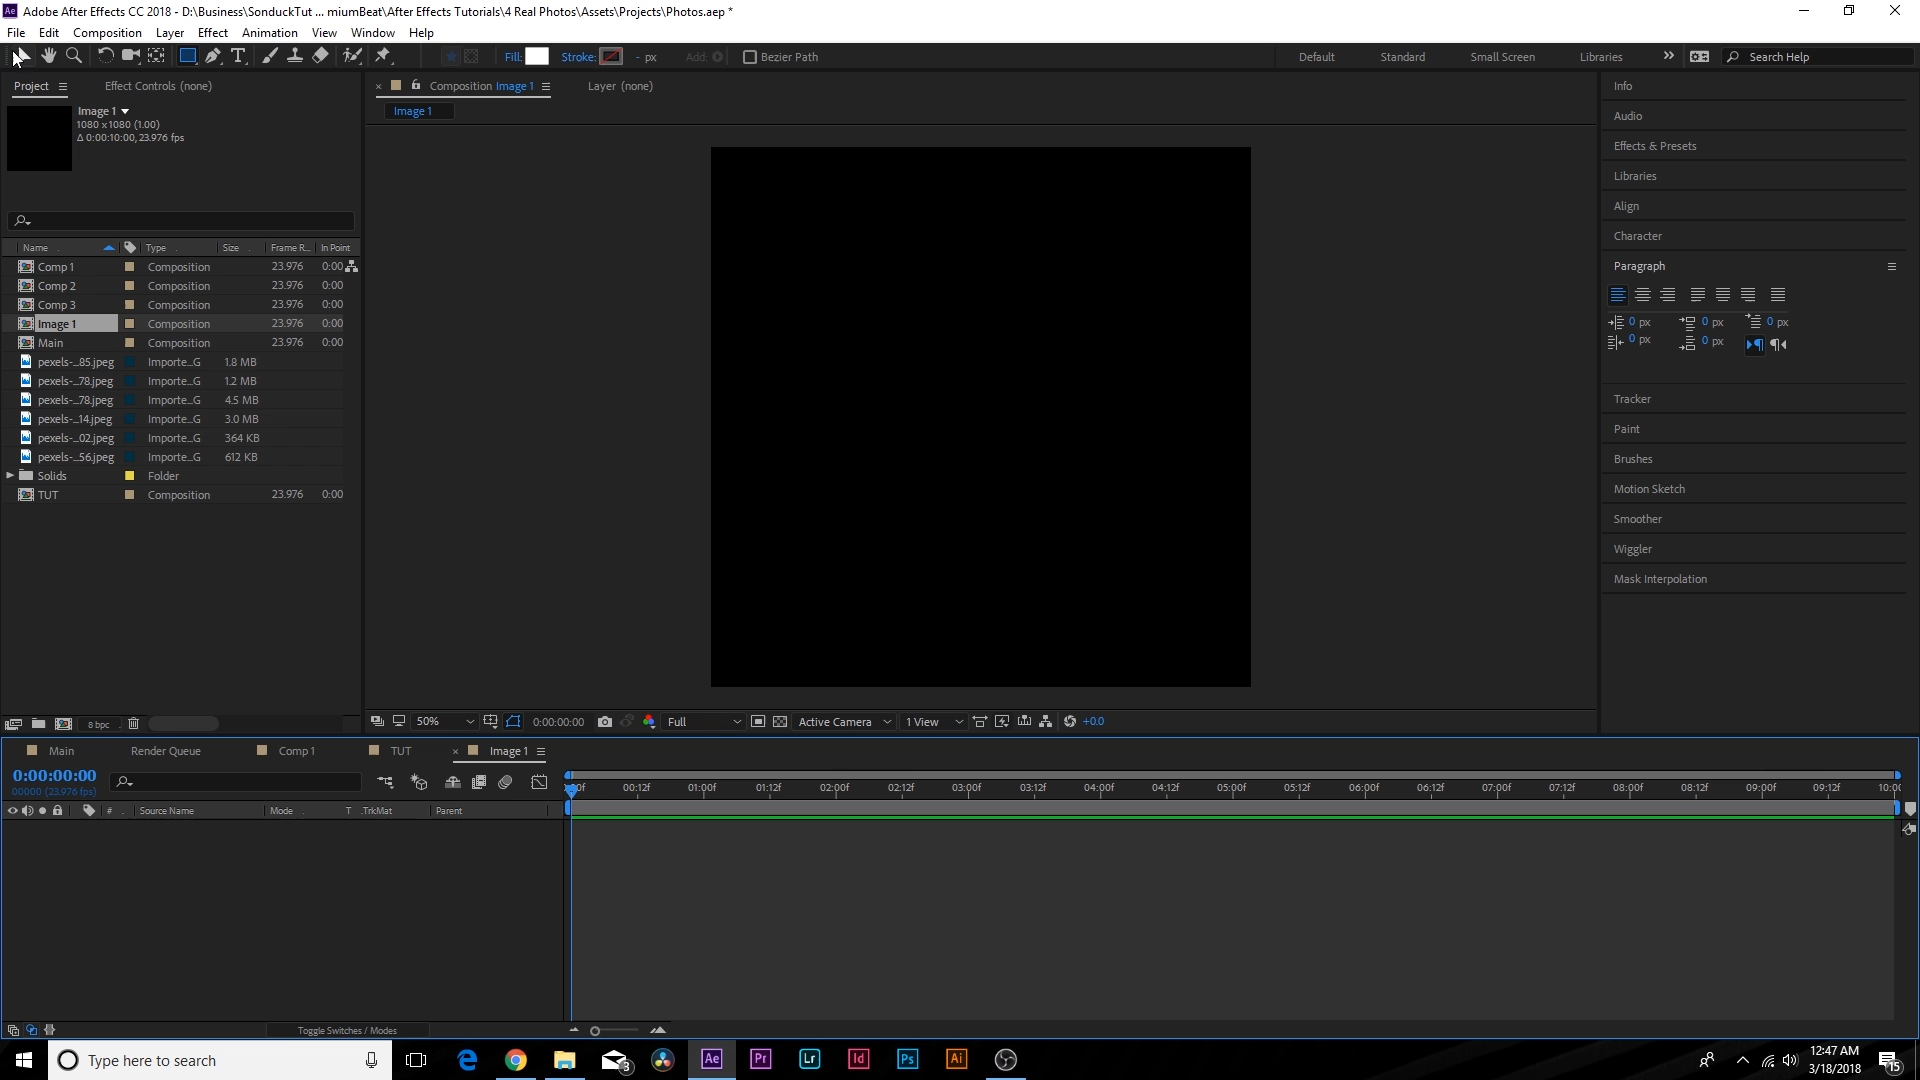 Adobe After Effects CC 2018 - D:\Business\SonduckTut ... miumBeat\After Effects Tutorials\4 Real Photos\Assets\Projects\Photos.aep *
File Edit Composition Layer Effect Animation View Window Help
Fill: Stroke: - px Add: Bezier Path Default Standard Small Screen Libraries Search Help
Project Effect Controls (none) Composition Image 1 Layer (none) Info
Image 1
1080 x 1080 (1.00)
Δ 0:00:10:00, 23.976 fps
Image 1
Audio
Effects & Presets
Libraries
Align
Character
Paragraph
0 px 0 px 0 px
0 px 0 px
Tracker
Paint
Brushes
Motion Sketch
Smoother
Wiggler
Mask Interpolation
Name Type Size Frame R... In Point
Comp 1 Composition 23.976 0:00
Comp 2 Composition 23.976 0:00
Comp 3 Composition 23.976 0:00
Image 1 Composition 23.976 0:00
Main Composition 23.976 0:00
pexels-...85.jpeg Importe...G 1.8 MB
pexels-...78.jpeg Importe...G 1.2 MB
pexels-...78.jpeg Importe...G 4.5 MB
pexels-...14.jpeg Importe...G 3.0 MB
pexels-...02.jpeg Importe...G 364 KB
pexels-...56.jpeg Importe...G 612 KB
Solids Folder
TUT Composition 23.976 0:00
8 bpc 50% 0:00:00:00 Full Active Camera 1 View +0.0
Main Render Queue Comp 1 TUT Image 1
0:00:00:00
00000 (23.976 fps)
00f 00:12f 01:00f 01:12f 02:00f 02:12f 03:00f 03:12f 04:00f 04:12f 05:00f 05:12f 06:00f 06:12f 07:00f 07:12f 08:00f 08:12f 09:00f 09:12f 10:00
# Source Name Mode T .TrkMat Parent
Toggle Switches / Modes
Type here to search 3 Ae Pr Lr Id Ps Ai 12:47 AM
3/18/2018 15